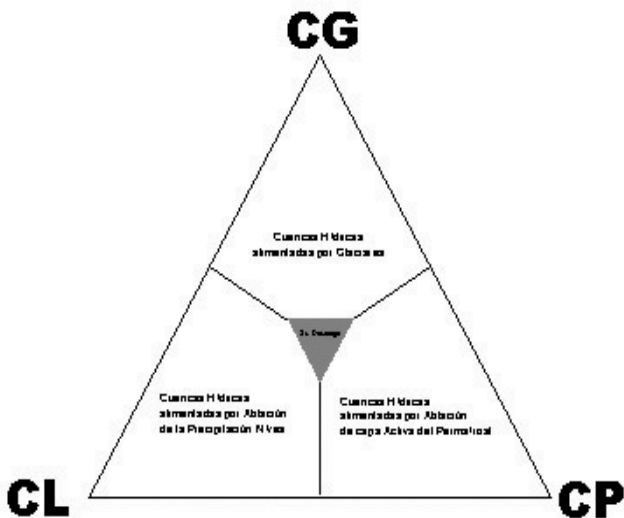 CG
Cuencas Hídricas
alimentadas por Glaciares
Cuencas Hídricas
alimentadas por Ablación
de la Precipitación Nívea
Cuencas Hídricas
alimentadas por Ablación
de capa Activa del Permafrost
CL
CP